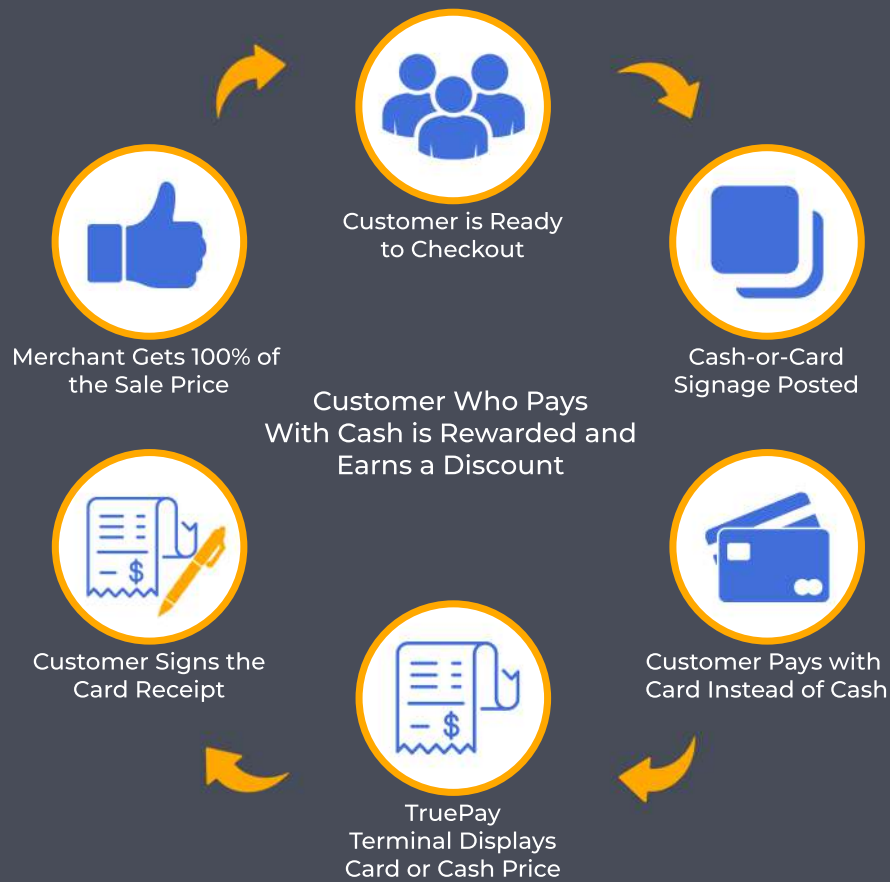 Customer is Ready
to Checkout
Cash-or-Card
Signage Posted
Customer Pays with
Card Instead of Cash
$
TruePay
Terminal Displays
Card or Cash Price
$
Customer Signs the
Card Receipt
Merchant Gets 100% of
the Sale Price
Customer Who Pays
With Cash is Rewarded and
Earns a Discount